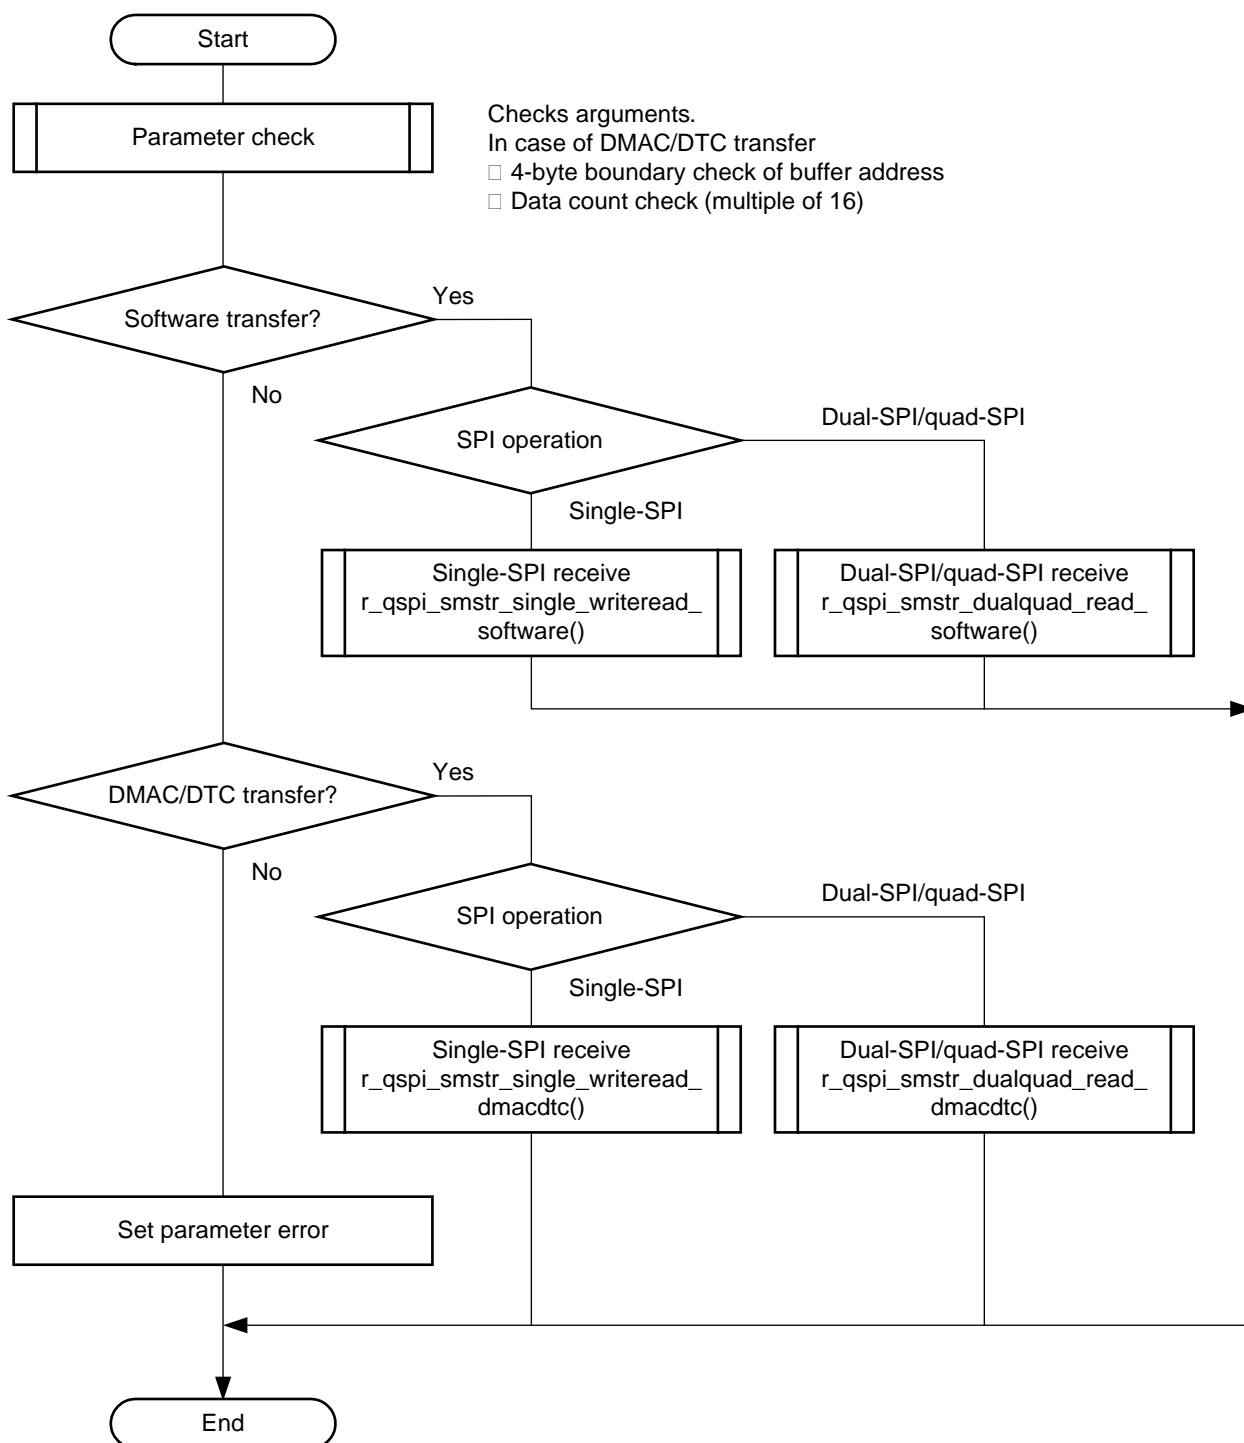 Start
Parameter check
Checks arguments.
In case of DMAC/DTC transfer
□ 4-byte boundary check of buffer address
□ Data count check (multiple of 16)
Software transfer?
Yes
No
SPI operation
Dual-SPI/quad-SPI
Single-SPI
Single-SPI receive
r_qspi_smstr_single_writeread_
software()
Dual-SPI/quad-SPI receive
r_qspi_smstr_dualquad_read_
software()
DMAC/DTC transfer?
Yes
No
SPI operation
Dual-SPI/quad-SPI
Single-SPI
Single-SPI receive
r_qspi_smstr_single_writeread_
dmacdtc()
Dual-SPI/quad-SPI receive
r_qspi_smstr_dualquad_read_
dmacdtc()
Set parameter error
End